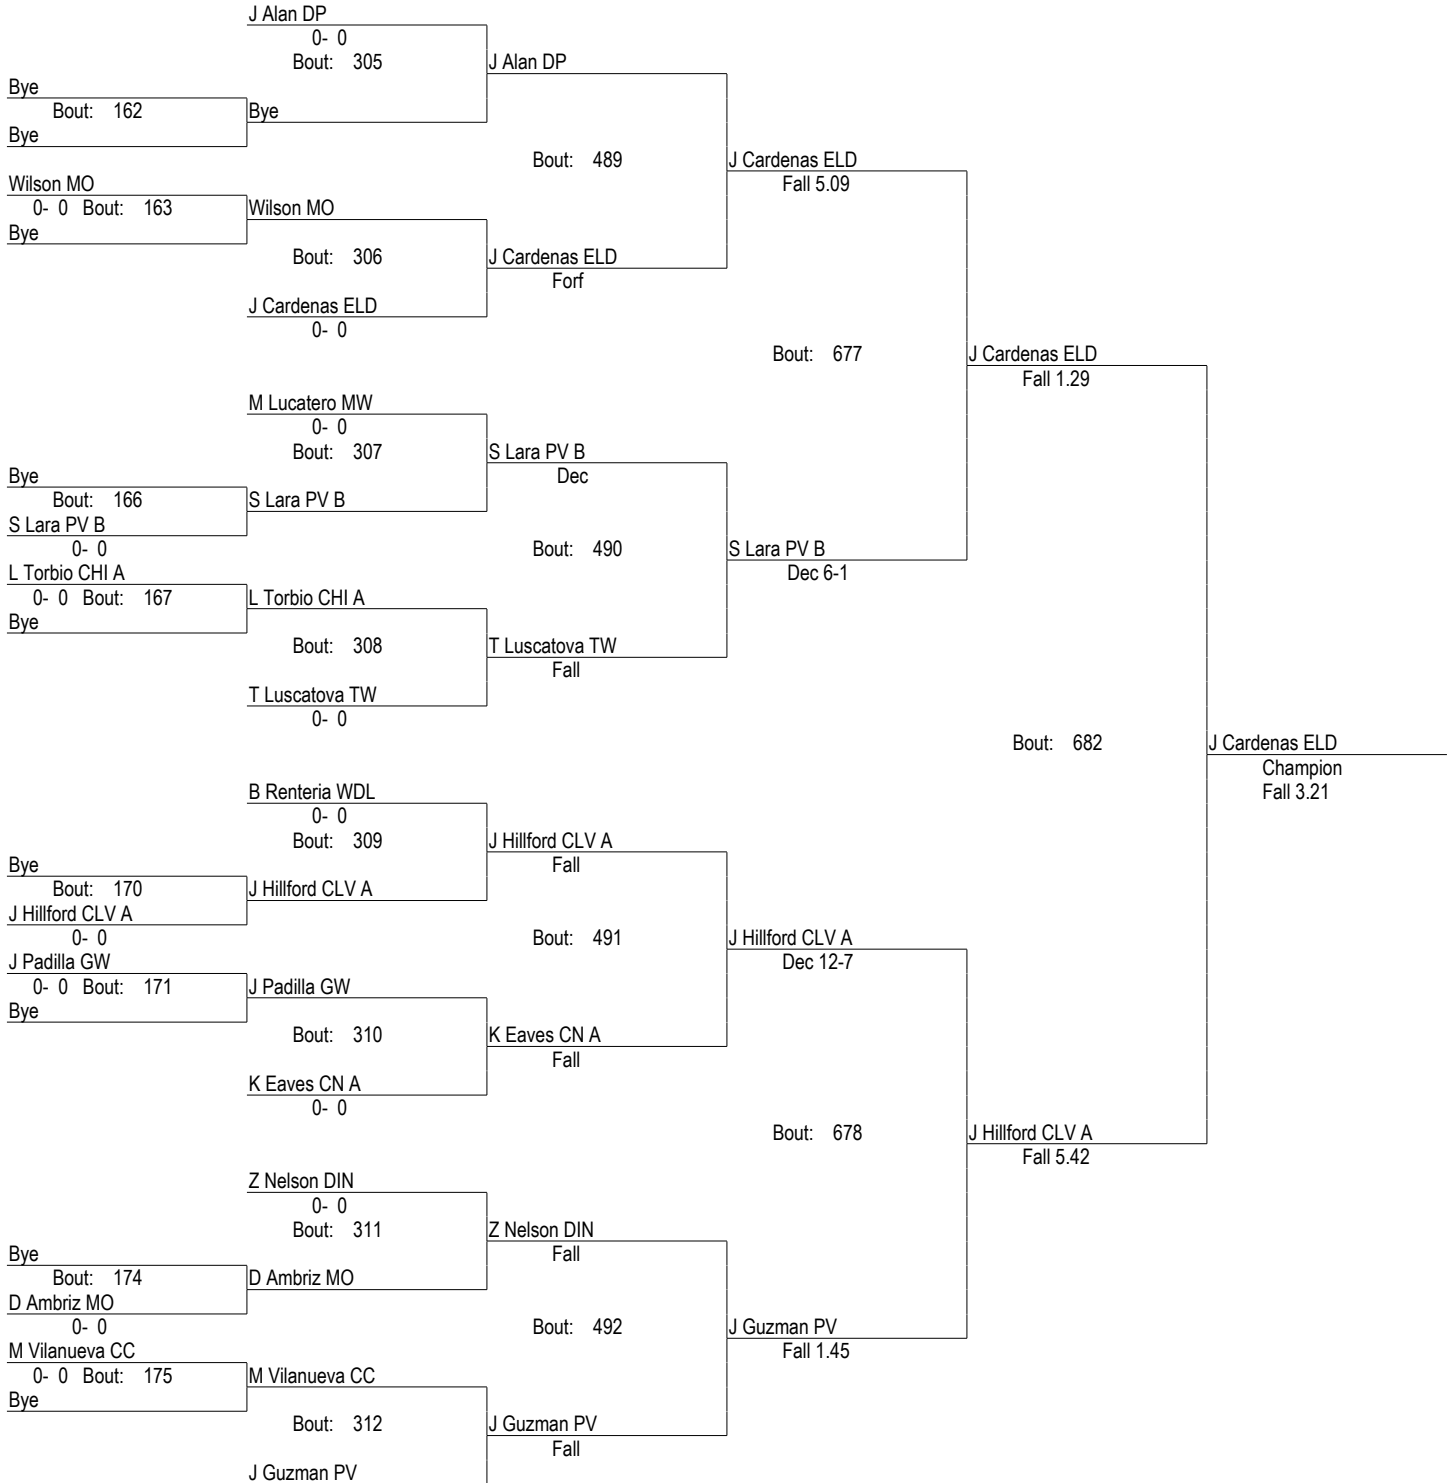 J Alan DP
0- 0
Bout: 305
J Alan DP
Bye
Bout: 162
Bye
Bye
Bout: 489
J Cardenas ELD
Fall 5.09
Wilson MO
0- 0 Bout: 163
Wilson MO
Bye
Bout: 306
J Cardenas ELD
Forf
J Cardenas ELD
0- 0
Bout: 677
J Cardenas ELD
Fall 1.29
M Lucatero MW
0- 0
Bout: 307
S Lara PV B
Dec
Bye
Bout: 166
S Lara PV B
S Lara PV B
0- 0
Bout: 490
S Lara PV B
Dec 6-1
L Torbio CHI A
0- 0 Bout: 167
L Torbio CHI A
Bye
Bout: 308
T Luscatova TW
Fall
T Luscatova TW
0- 0
Bout: 682
J Cardenas ELD
Champion
Fall 3.21
B Renteria WDL
0- 0
Bout: 309
J Hillford CLV A
Fall
Bye
Bout: 170
J Hillford CLV A
J Hillford CLV A
0- 0
Bout: 491
J Hillford CLV A
Dec 12-7
J Padilla GW
0- 0 Bout: 171
J Padilla GW
Bye
Bout: 310
K Eaves CN A
Fall
K Eaves CN A
0- 0
Bout: 678
J Hillford CLV A
Fall 5.42
Z Nelson DIN
0- 0
Bout: 311
Z Nelson DIN
Fall
Bye
Bout: 174
D Ambriz MO
D Ambriz MO
0- 0
Bout: 492
J Guzman PV
Fall 1.45
M Vilanueva CC
0- 0 Bout: 175
M Vilanueva CC
Bye
Bout: 312
J Guzman PV
Fall
J Guzman PV